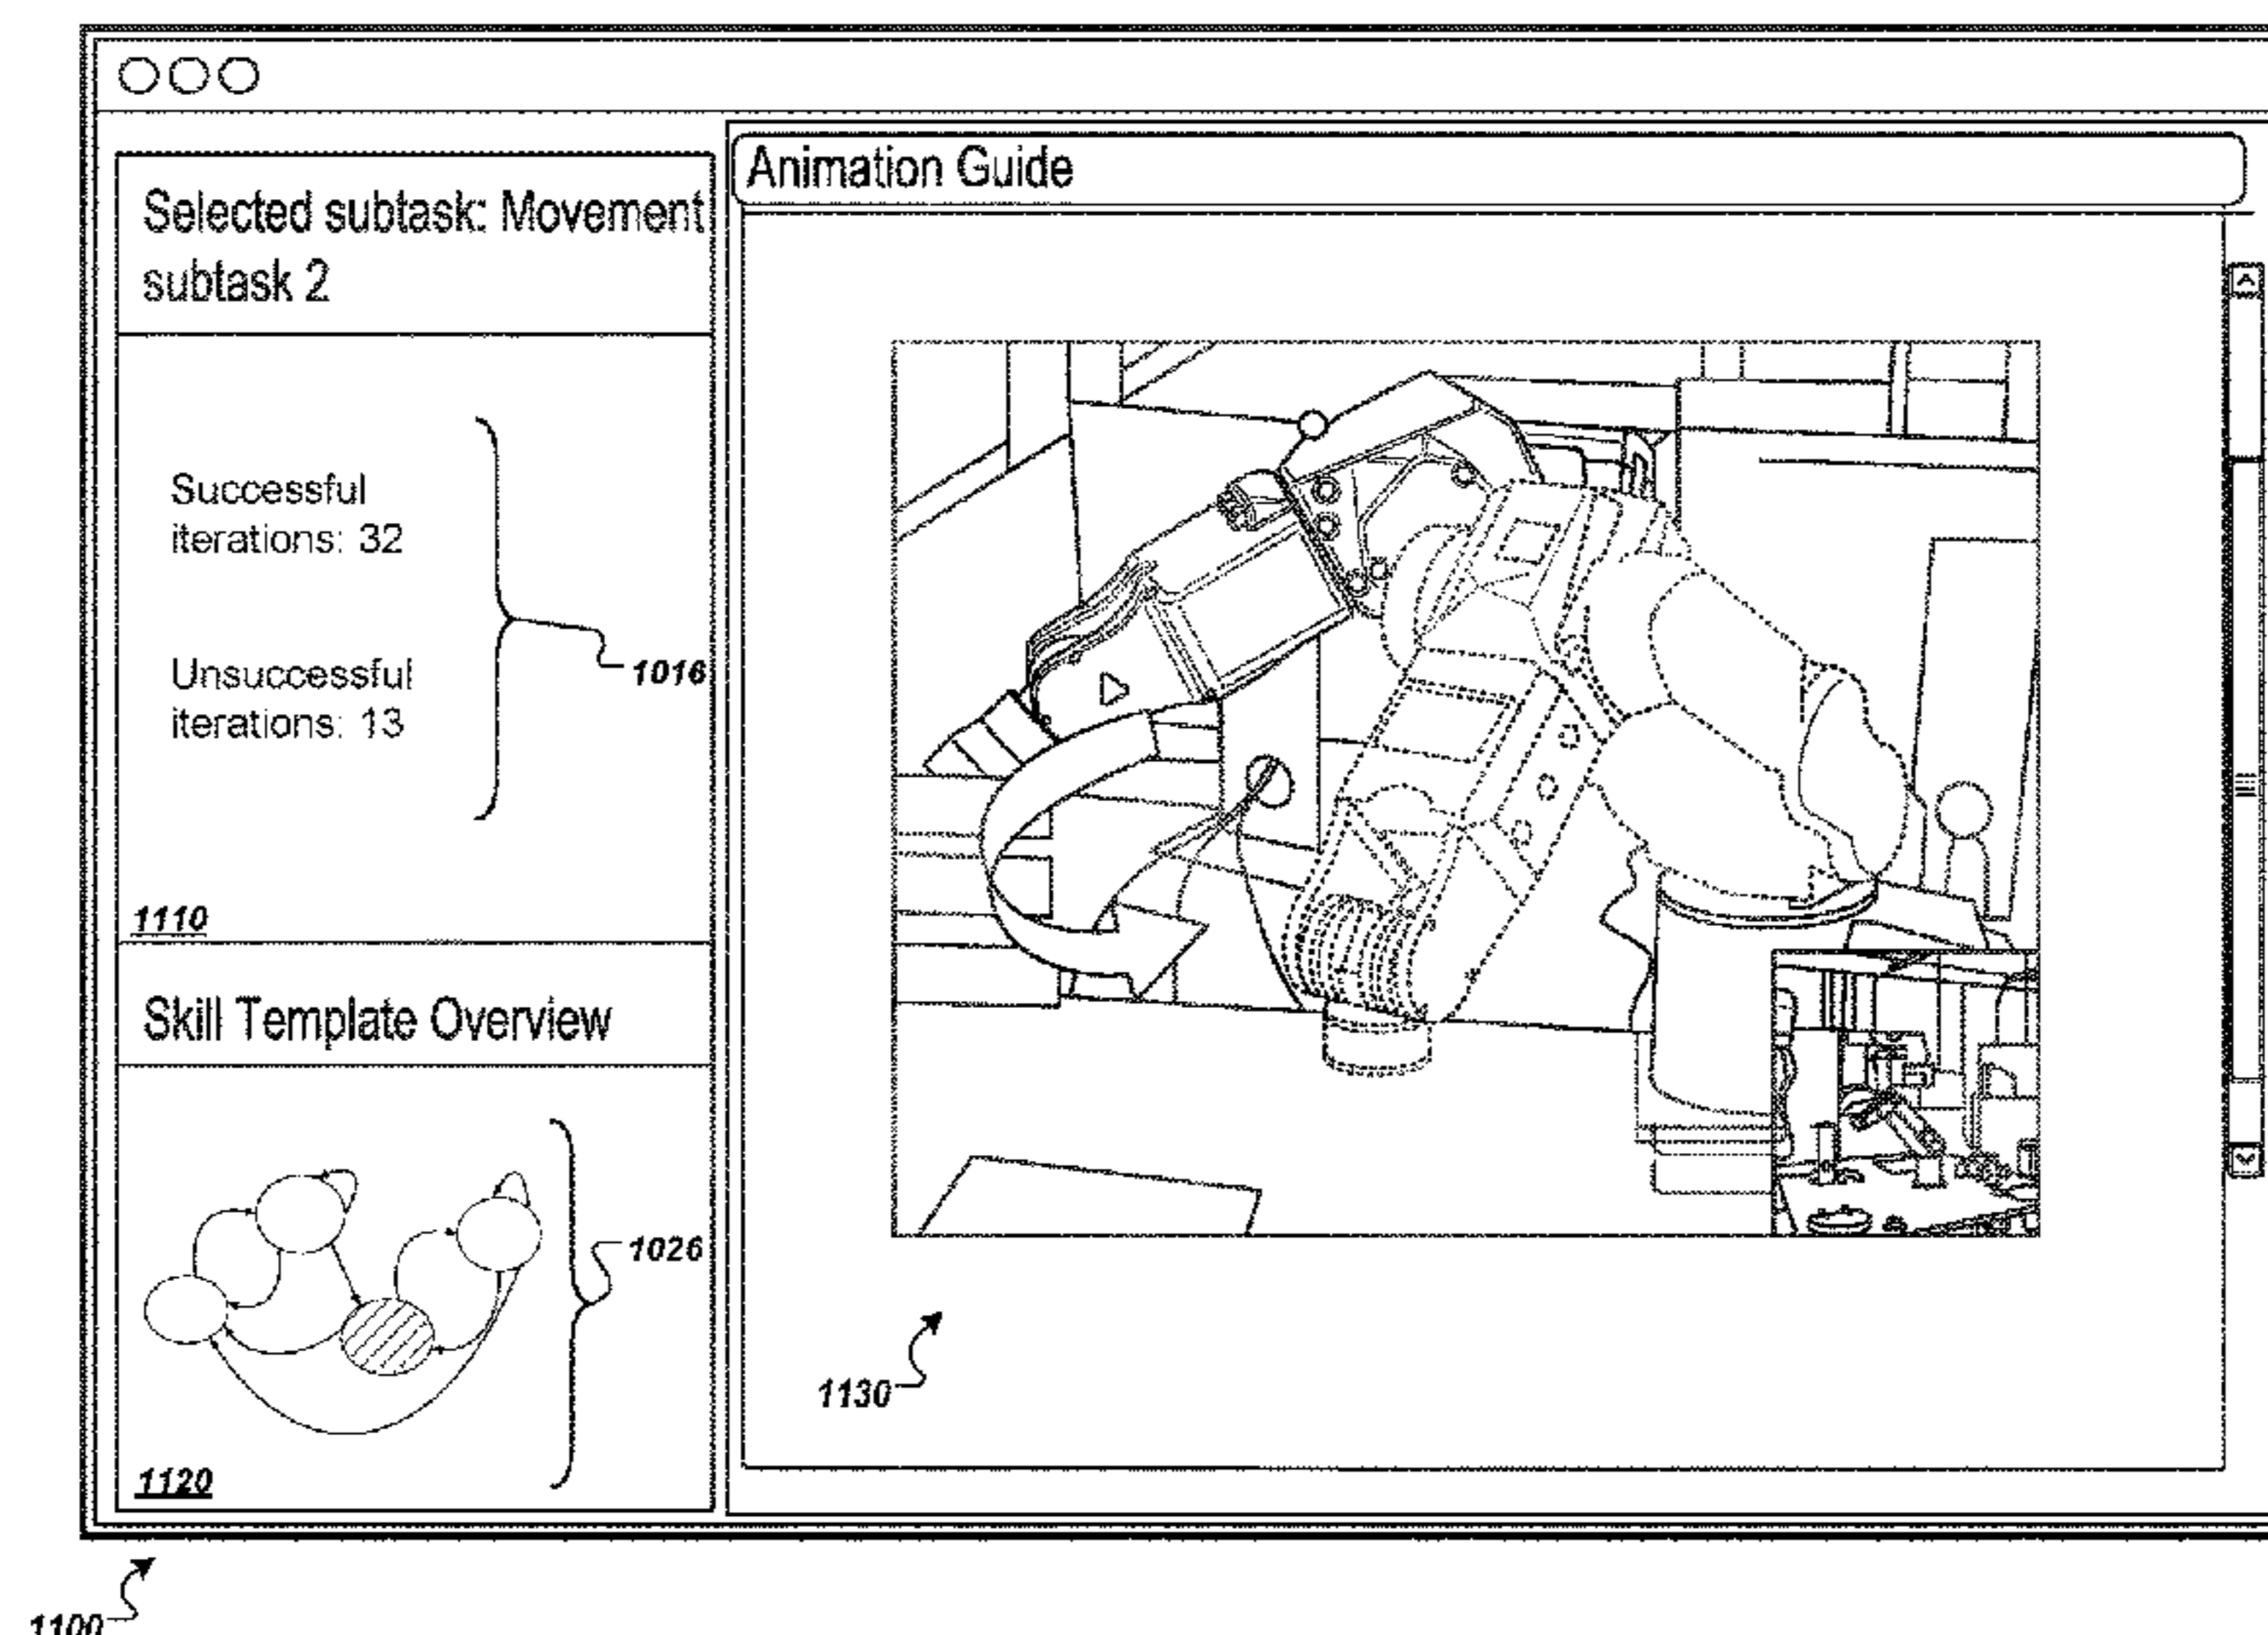 Selected subtask: Movement
subtask 2
Successful
iterations: 32
Unsuccessful
iterations: 13
1016
1110
Skill Template Overview
1026
1120
Animation Guide
1130
1100